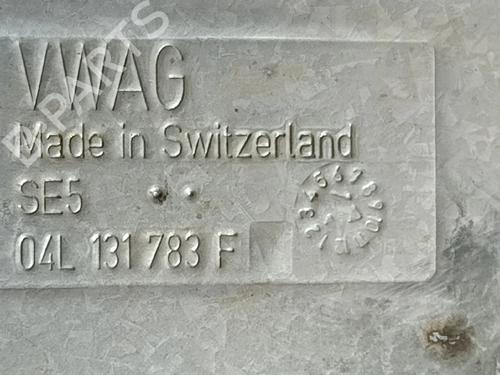 VWAG
Made in Switzerland
SE5
04L 131 783 F